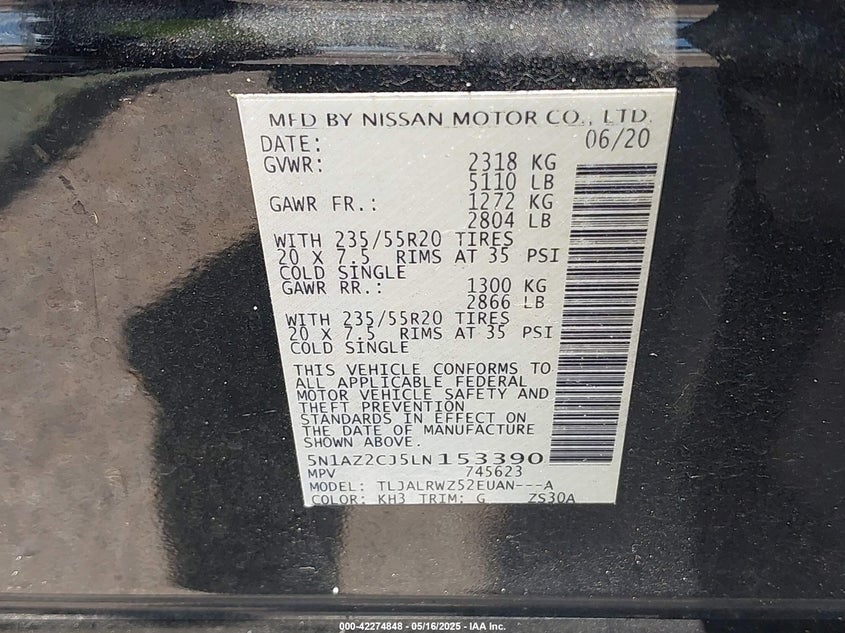 MFD BY NISSAN MOTOR CO., LTD.
DATE: 06/20
GVWR: 2318 KG
5110 LB
GAWR FR.: 1272 KG
2804 LB
WITH 235/55R20 TIRES
20 X 7.5 RIMS AT 35 PSI
COLD SINGLE
GAWR RR.: 1300 KG
2866 LB
WITH 235/55R20 TIRES
20 X 7.5 RIMS AT 35 PSI
COLD SINGLE
THIS VEHICLE CONFORMS TO
ALL APPLICABLE FEDERAL
MOTOR VEHICLE SAFETY AND
THEFT PREVENTION
STANDARDS IN EFFECT ON
THE DATE OF MANUFACTURE
SHOWN ABOVE.
5N1AZ2CJ5LN153390
MPV 745623
MODEL: TLJALRWZ52EUAN---A
COLOR: KH3 TRIM: G ZS30A
000-42274848 - 05/16/2025 - IAA Inc.